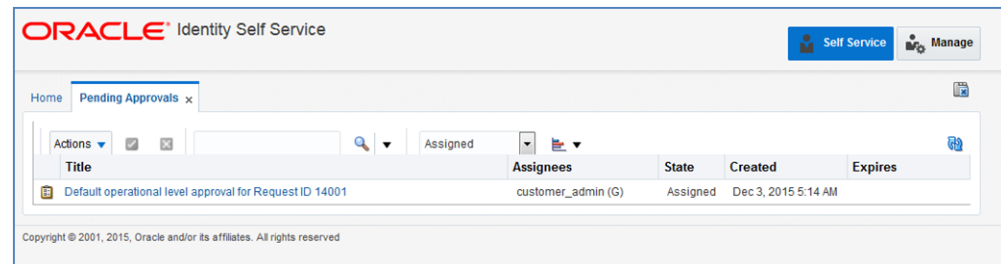 ORACLE® Identity Self Service
Self Service Manage
Home Pending Approvals x
Actions Assigned
Title Assignees State Created Expires
Default operational level approval for Request ID 14001 customer_admin (G) Assigned Dec 3, 2015 5:14 AM
Copyright © 2001, 2015, Oracle and/or its affiliates. All rights reserved